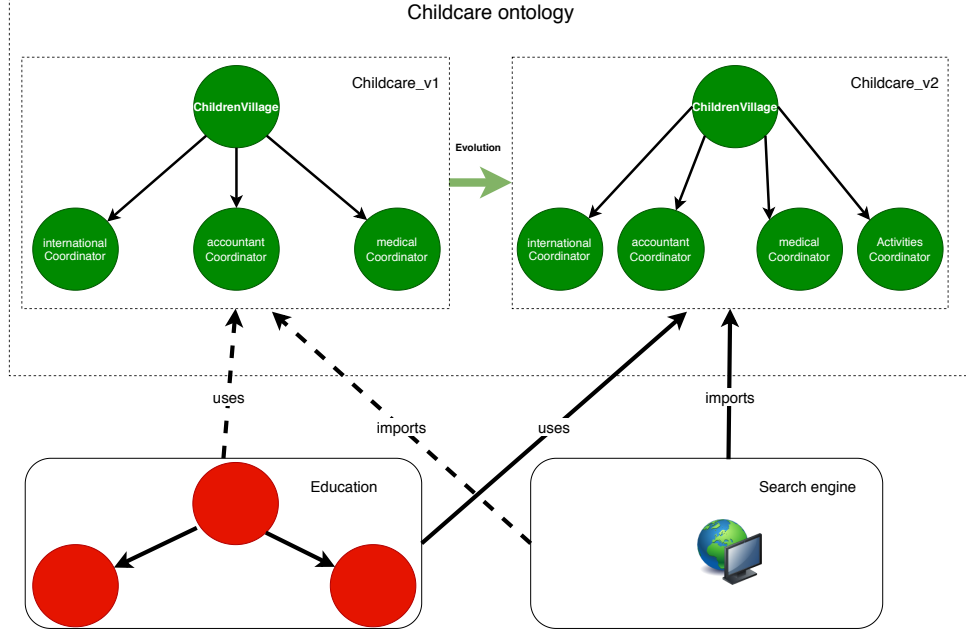 Childcare ontology
Childcare_v1
ChildrenVillage
international
Coordinator
accountant
Coordinator
medical
Coordinator
Evolution
Childcare_v2
ChildrenVillage
international
Coordinator
accountant
Coordinator
medical
Coordinator
Activities
Coordinator
uses
imports
uses
imports
Education
Search engine